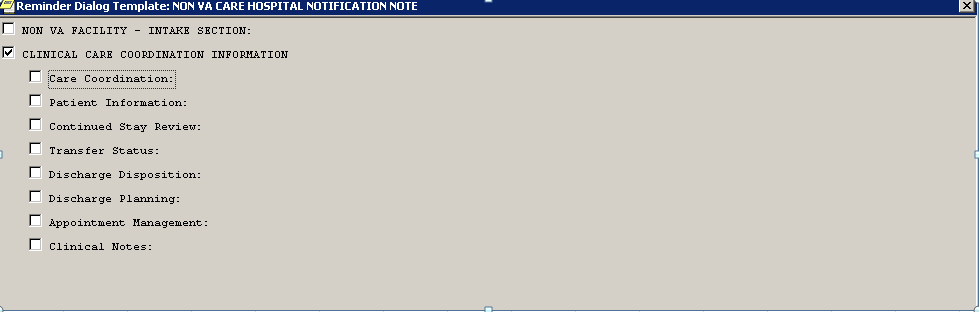 Reminder Dialog Template: NON VA CARE HOSPITAL NOTIFICATION NOTE
NON VA FACILITY - INTAKE SECTION:
CLINICAL CARE COORDINATION INFORMATION
Care Coordination:
Patient Information:
Continued Stay Review:
Transfer Status:
Discharge Disposition:
Discharge Planning:
Appointment Management:
Clinical Notes: